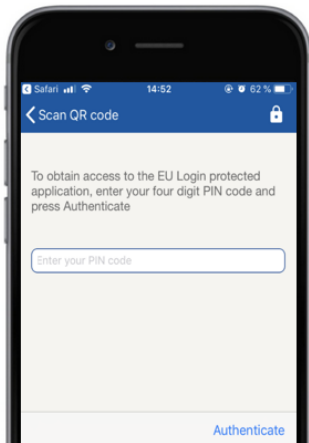 Safari 14:52 62 %
Scan QR code
To obtain access to the EU Login protected
application, enter your four digit PIN code and
press Authenticate
Enter your PIN code
Authenticate